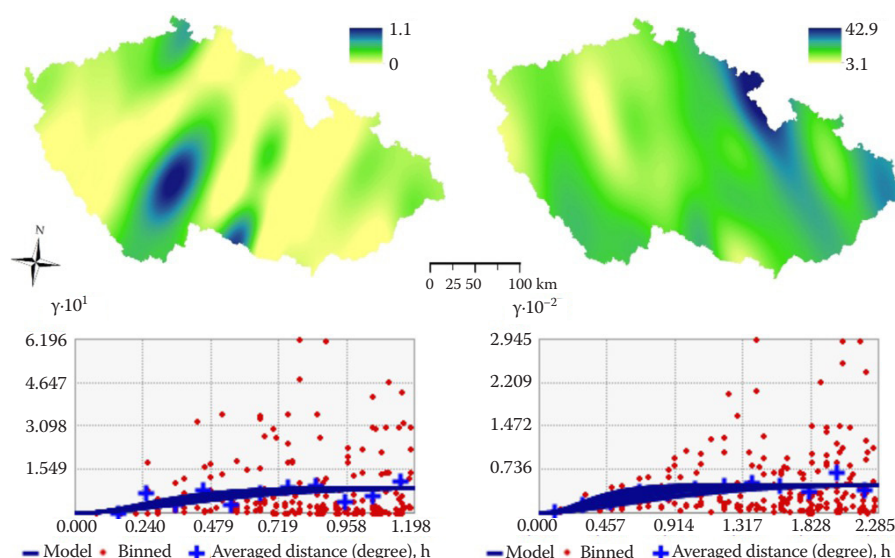 1.1
0
42.9
3.1
N
0 25 50 100 km
γ·10¹
6.196
4.647
3.098
1.549
0.000 0.240 0.479 0.719 0.958 1.198
Model Binned Averaged distance (degree), h
γ·10⁻²
2.945
2.209
1.472
0.736
0.000 0.457 0.914 1.317 1.828 2.285
Model Binned Averaged distance (degree), h